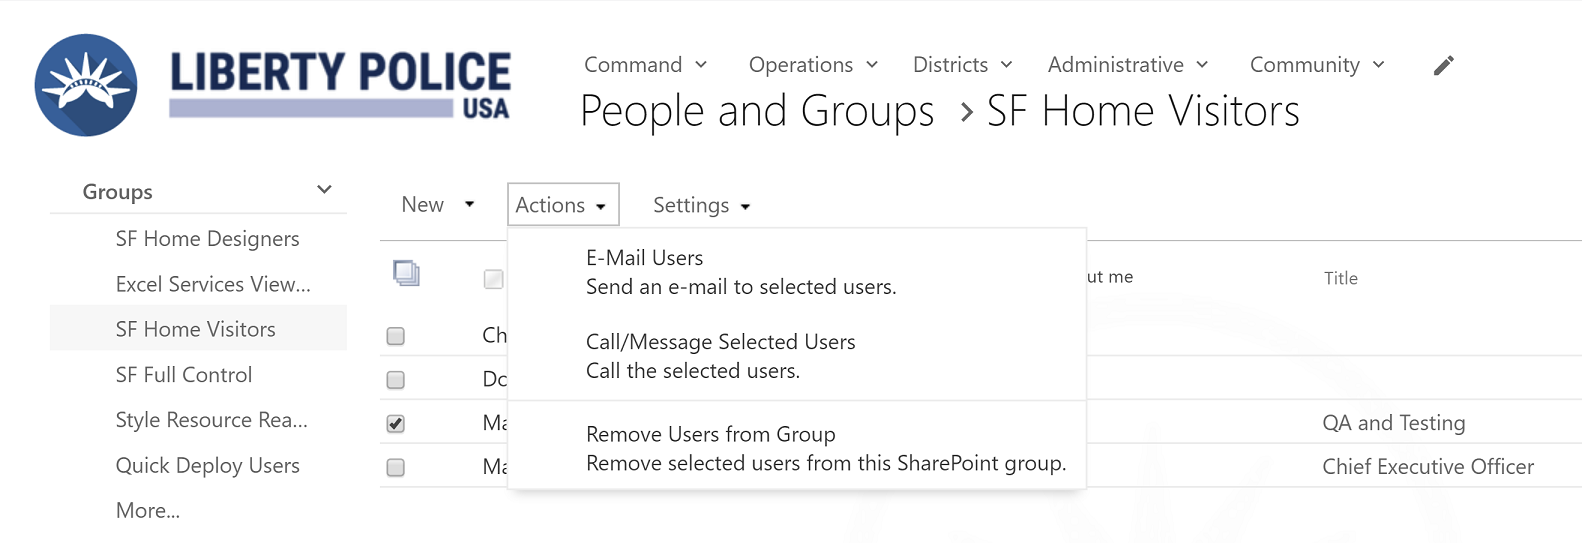 LIBERTY POLICE
USA
Command
Operations
Districts
Administrative
Community
People and Groups > SF Home Visitors
Groups
SF Home Designers
Excel Services View...
SF Home Visitors
SF Full Control
Style Resource Rea...
Quick Deploy Users
More...
New
Actions
Settings
E-Mail Users
Send an e-mail to selected users.
Call/Message Selected Users
Call the selected users.
Remove Users from Group
Remove selected users from this SharePoint group.
ut me
Title
Ch
Do
Ma
QA and Testing
Ma
Chief Executive Officer